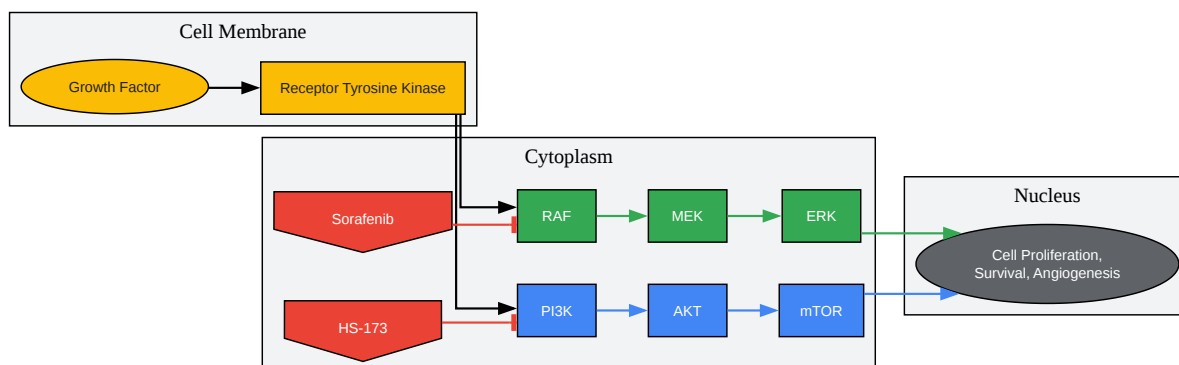 Cell Membrane
Growth Factor
Receptor Tyrosine Kinase
Cytoplasm
Sorafenib
RAF
MEK
ERK
HS-173
PI3K
AKT
mTOR
Nucleus
Cell Proliferation,
Survival, Angiogenesis